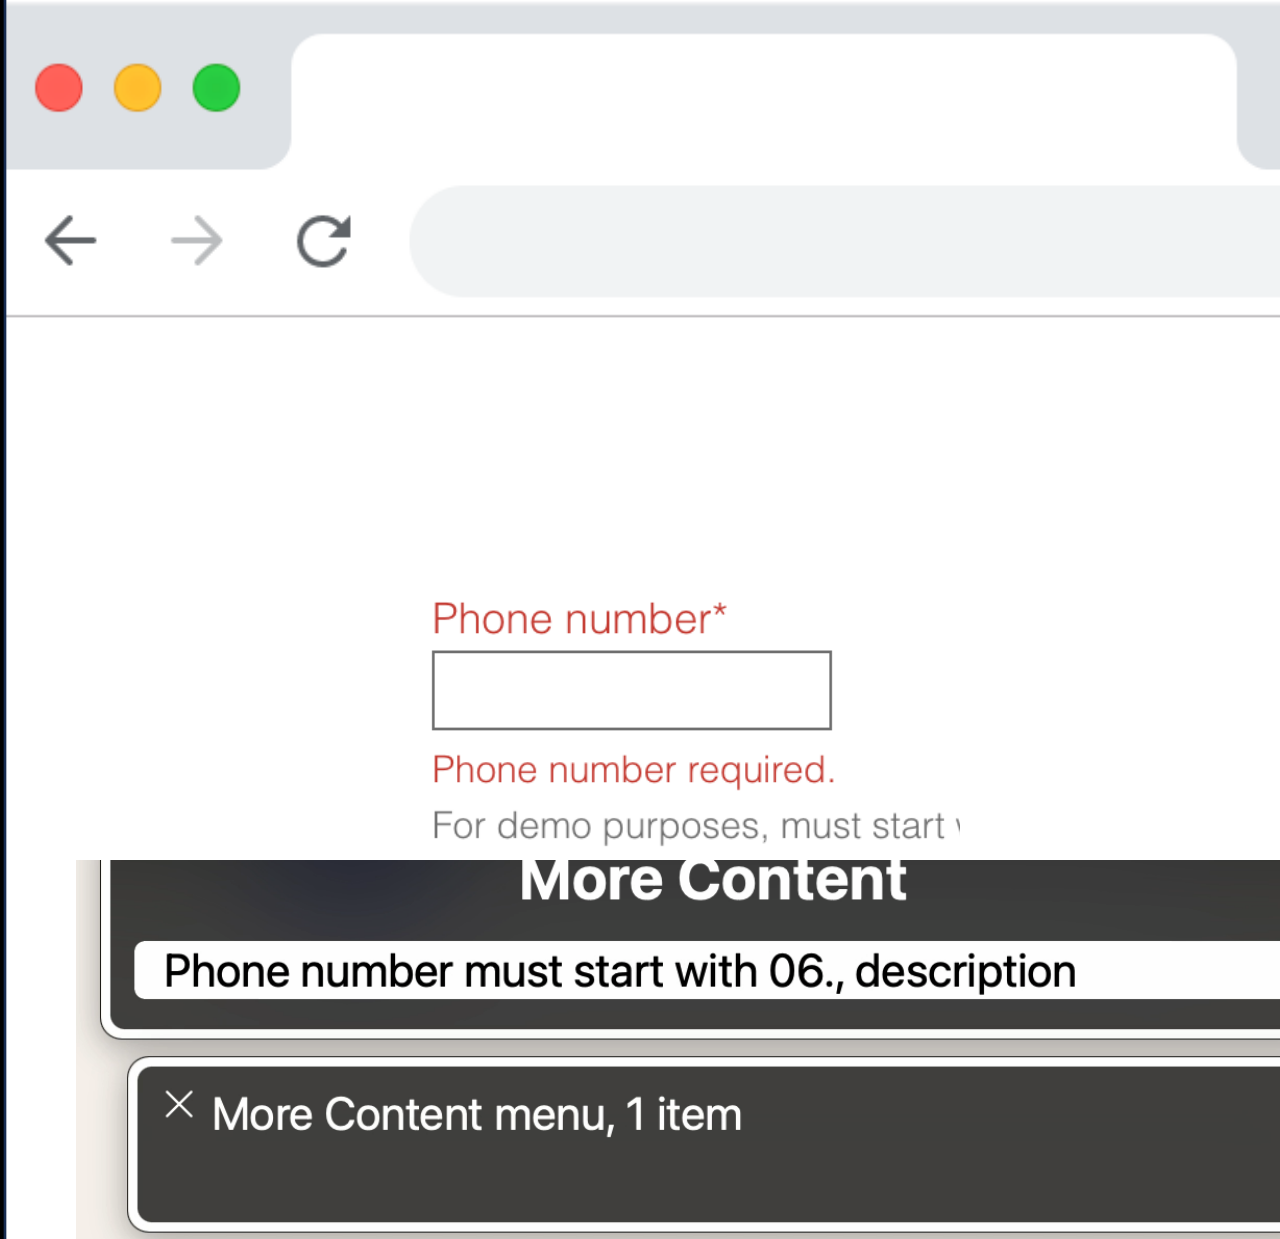 Phone number*
Phone number required.
For demo purposes, must start
More Content
Phone number must start with 06., description
More Content menu, 1 item